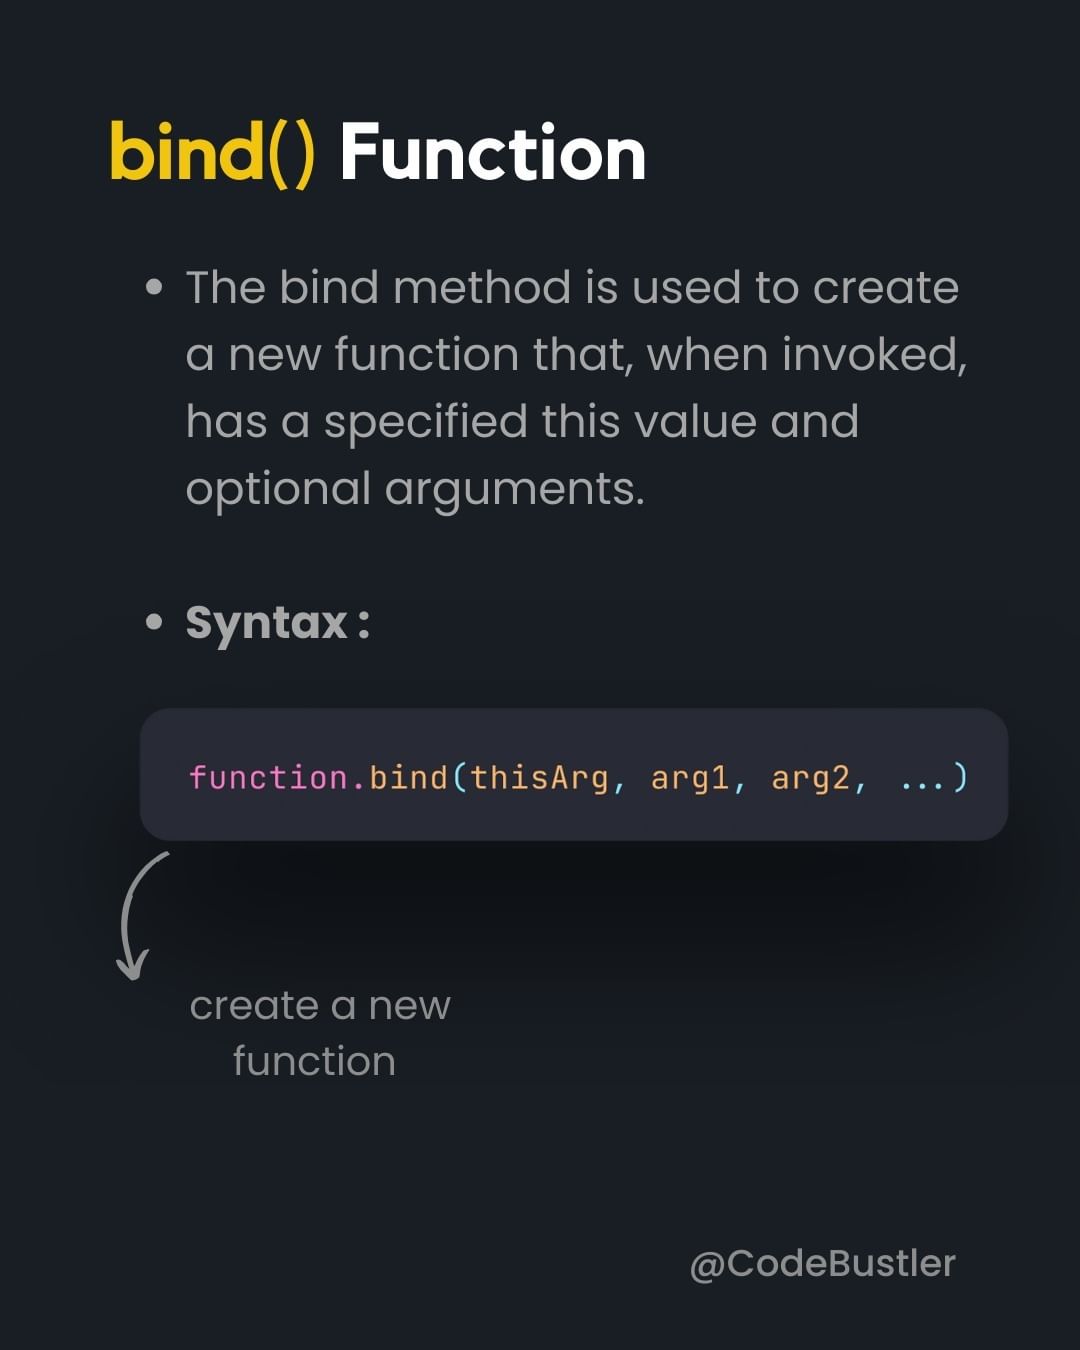 bind() Function
• The bind method is used to create
a new function that, when invoked,
has a specified this value and
optional arguments.
• Syntax :
function.bind(thisArg, arg1, arg2, ...)
create a new
function
@CodeBustler